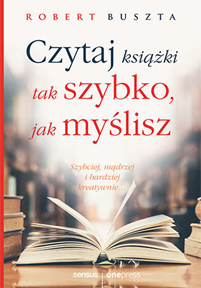 ROBERT BUSZTA
Czytaj książki
tak szybko,
jak myślisz
Szybciej, mądrzej
i bardziej
kreatywnie
sensus | onepress